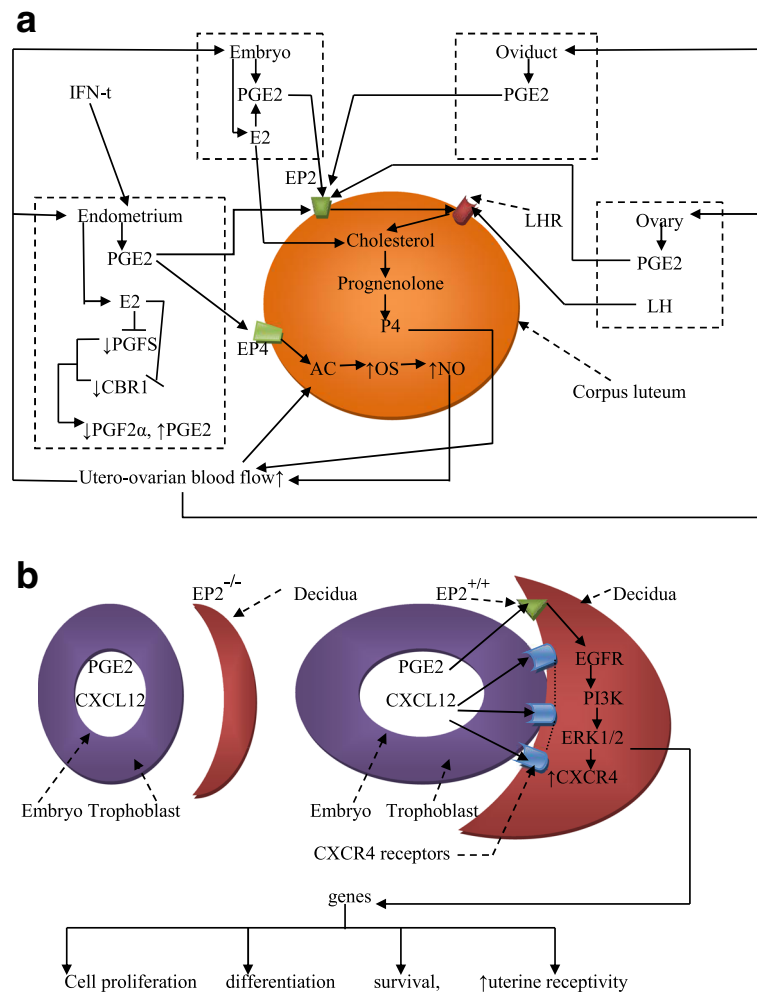 a
Embryo
PGE2
E2
Oviduct
PGE2
IFN-t
EP2
Endometrium
PGE2
E2
↓PGFS
↓CBR1
↓PGF2α, ↑PGE2
LHR
Ovary
PGE2
LH
Cholesterol
Prognenolone
P4
EP4
AC
↑OS
↑NO
Corpus luteum
Utero-ovarian blood flow↑
b
EP2-/-
Decidua
PGE2
CXCL12
Embryo Trophoblast
EP2+/+
Decidua
PGE2
CXCL12
EGFR
PI3K
ERK1/2
↑CXCR4
Embryo
Trophoblast
CXCR4 receptors
genes
Cell proliferation differentiation survival, ↑uterine receptivity